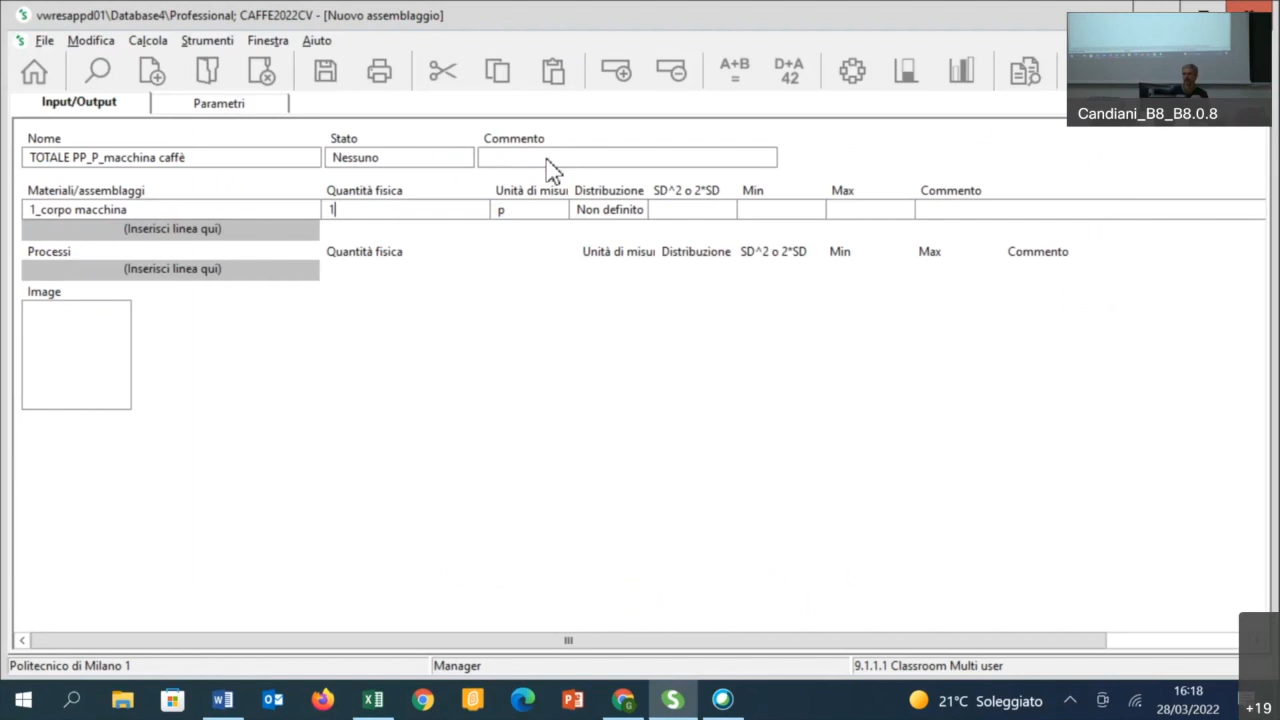 vwresappd01\Database4\Professional; CAFFE2022CV - [Nuovo assemblaggio]
File Modifica Calcola Strumenti Finestra Aiuto
A+B
=
D+A
42
Input/Output Parametri
Candiani_B8_B8.0.8
Nome Stato Commento
TOTALE PP_P_macchina caffè Nessuno
Materiali/assemblaggi Quantità fisica Unità di misu Distribuzione SD^2 o 2*SD Min Max Commento
1_corpo macchina 1 p Non definito
(Inserisci linea qui)
Processi Quantità fisica Unità di misu Distribuzione SD^2 o 2*SD Min Max Commento
(Inserisci linea qui)
Image
Politecnico di Milano 1 Manager 9.1.1.1 Classroom Multi user
21°C Soleggiato
16:18
28/03/2022
+19